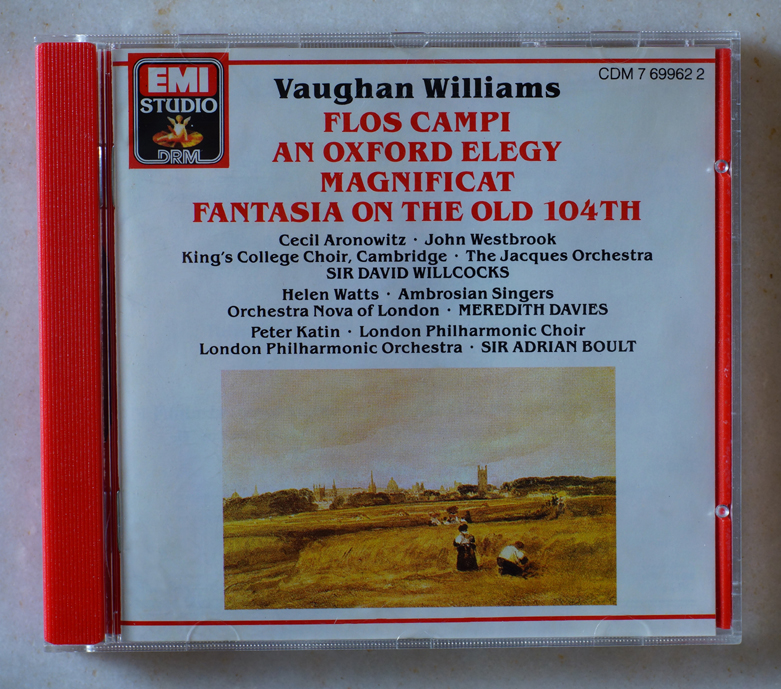 EMI
STUDIO
DRM
CDM 7 69962 2
Vaughan Williams
FLOS CAMPI
AN OXFORD ELEGY
MAGNIFICAT
FANTASIA ON THE OLD 104TH
Cecil Aronowitz · John Westbrook
King's College Choir, Cambridge · The Jacques Orchestra
SIR DAVID WILLCOCKS
Helen Watts · Ambrosian Singers
Orchestra Nova of London · MEREDITH DAVIES
Peter Katin · London Philharmonic Choir
London Philharmonic Orchestra · SIR ADRIAN BOULT